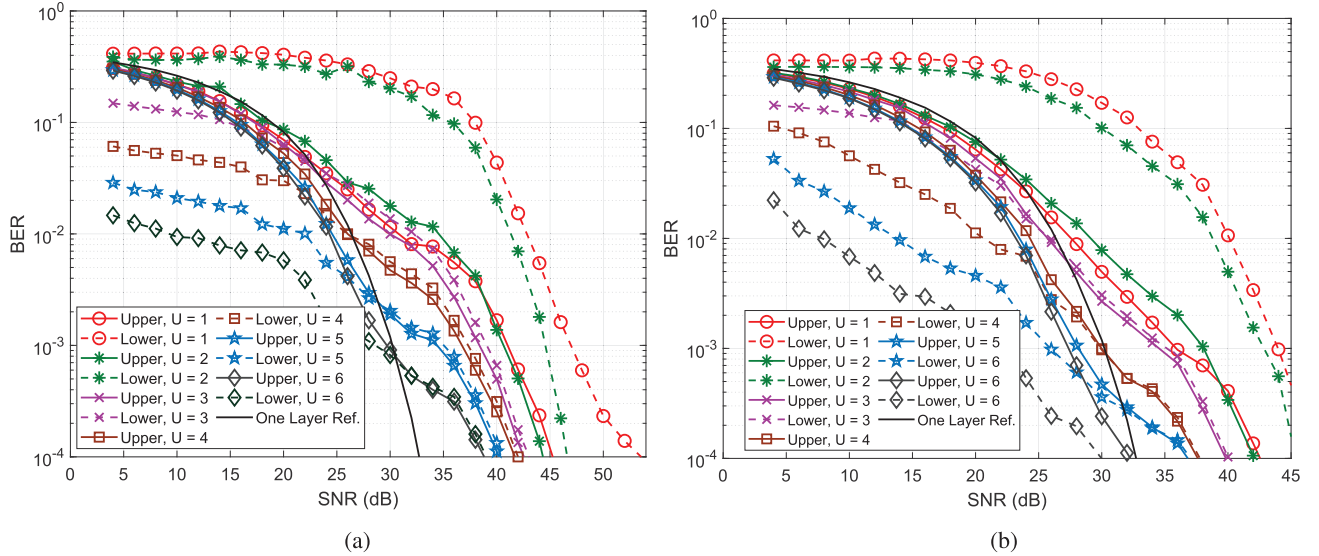 10^0
10^-1
10^-2
10^-3
10^-4
BER
0 5 10 15 20 25 30 35 40 45 50
SNR (dB)
Upper, U = 1
Lower, U = 1
Upper, U = 2
Lower, U = 2
Upper, U = 3
Lower, U = 3
Upper, U = 4
Lower, U = 4
Upper, U = 5
Lower, U = 5
Upper, U = 6
Lower, U = 6
One Layer Ref.
(a)
10^0
10^-1
10^-2
10^-3
10^-4
BER
0 5 10 15 20 25 30 35 40 45
SNR (dB)
Upper, U = 1
Lower, U = 1
Upper, U = 2
Lower, U = 2
Upper, U = 3
Lower, U = 3
Upper, U = 4
Lower, U = 4
Upper, U = 5
Lower, U = 6
Upper, U = 6
Lower, U = 6
One Layer Ref.
(b)